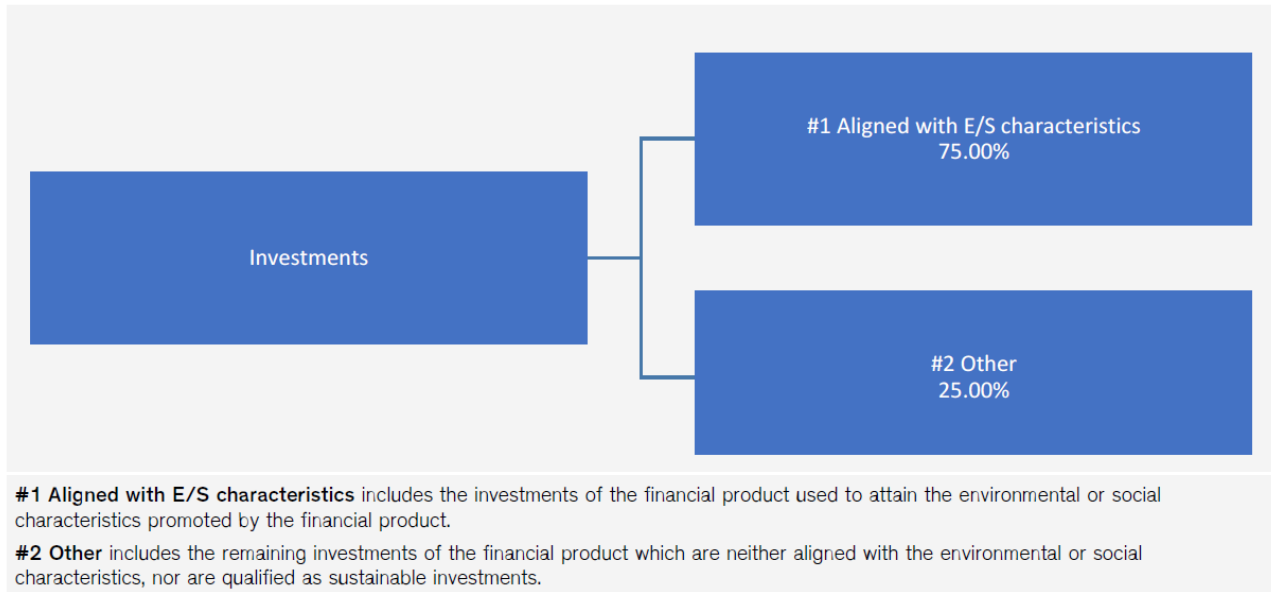 #1 Aligned with E/S characteristics
75.00%
Investments
#2 Other
25.00%
#1 Aligned with E/S characteristics includes the investments of the financial product used to attain the environmental or social
characteristics promoted by the financial product.
#2 Other includes the remaining investments of the financial product which are neither aligned with the environmental or social
characteristics, nor are qualified as sustainable investments.